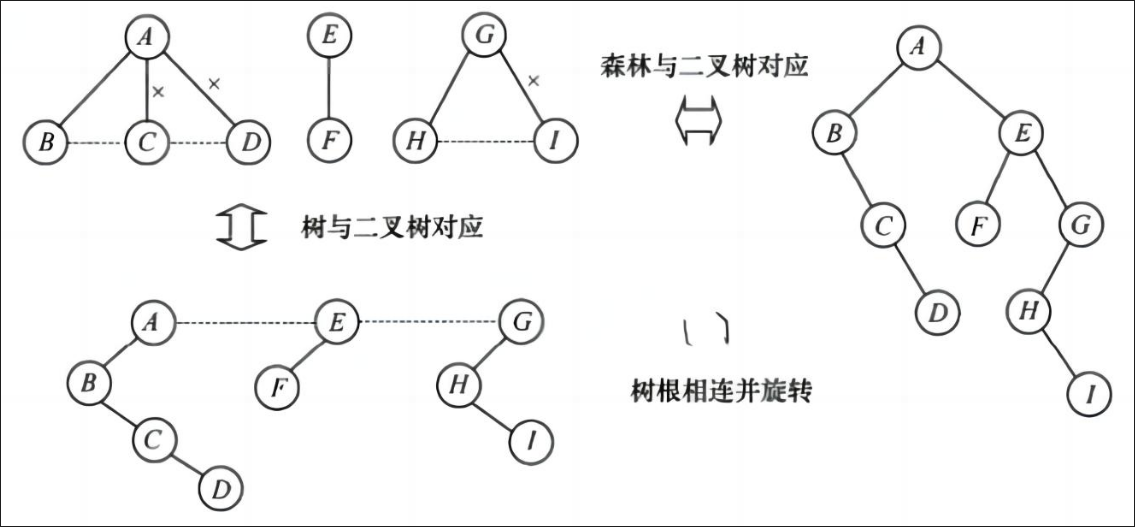 A E G
B C D F H I
森林与二叉树对应
A
B E
C F G
D H
I
树与二叉树对应
A E G
B F H
C I
D
树根相连并旋转